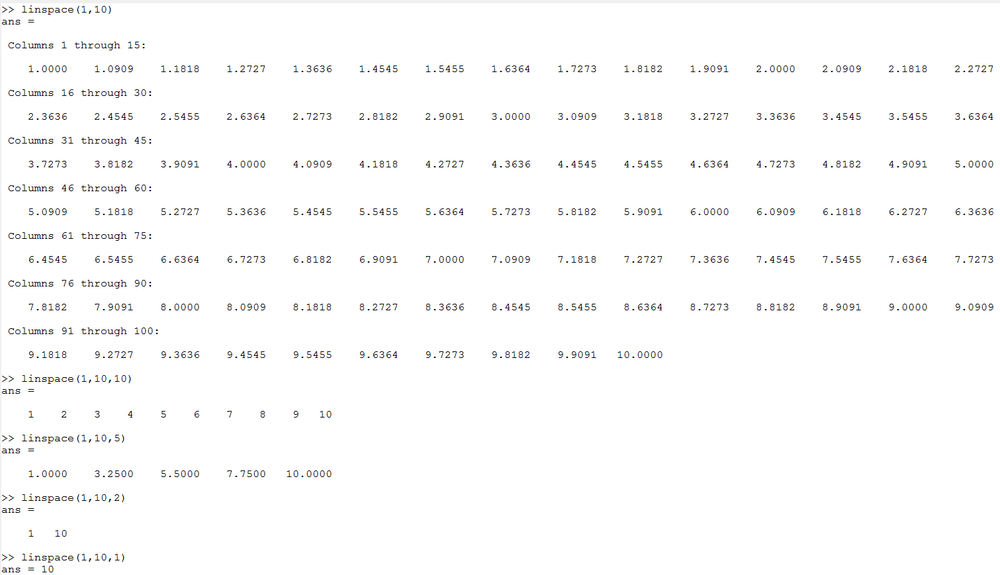 >> linspace(1,10)
ans =
Columns 1 through 15:
1.0000 1.0909 1.1818 1.2727 1.3636 1.4545 1.5455 1.6364 1.7273 1.8182 1.9091 2.0000 2.0909 2.1818 2.2727
Columns 16 through 30:
2.3636 2.4545 2.5455 2.6364 2.7273 2.8182 2.9091 3.0000 3.0909 3.1818 3.2727 3.3636 3.4545 3.5455 3.6364
Columns 31 through 45:
3.7273 3.8182 3.9091 4.0000 4.0909 4.1818 4.2727 4.3636 4.4545 4.5455 4.6364 4.7273 4.8182 4.9091 5.0000
Columns 46 through 60:
5.0909 5.1818 5.2727 5.3636 5.4545 5.5455 5.6364 5.7273 5.8182 5.9091 6.0000 6.0909 6.1818 6.2727 6.3636
Columns 61 through 75:
6.4545 6.5455 6.6364 6.7273 6.8182 6.9091 7.0000 7.0909 7.1818 7.2727 7.3636 7.4545 7.5455 7.6364 7.7273
Columns 76 through 90:
7.8182 7.9091 8.0000 8.0909 8.1818 8.2727 8.3636 8.4545 8.5455 8.6364 8.7273 8.8182 8.9091 9.0000 9.0909
Columns 91 through 100:
9.1818 9.2727 9.3636 9.4545 9.5455 9.6364 9.7273 9.8182 9.9091 10.0000
>> linspace(1,10,10)
ans =
1 2 3 4 5 6 7 8 9 10
>> linspace(1,10,5)
ans =
1.0000 3.2500 5.5000 7.7500 10.0000
>> linspace(1,10,2)
ans =
1 10
>> linspace(1,10,1)
ans = 10